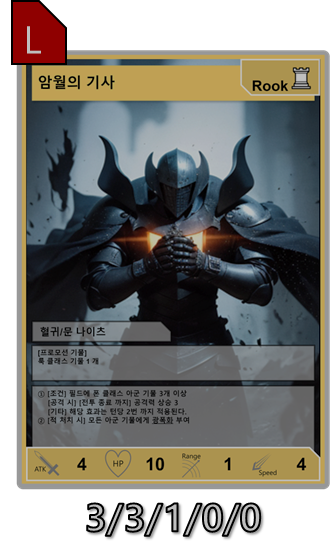 L
암월의 기사
Rook
혈귀/문 나이츠
[프로모션 기물]
룩 클래스 기물 1 개
① [조건] 필드에 폰 클래스 아군 기물 3개 이상
[공격 시] [전투 종료 까지] 공격력 상승 3
[기타] 해당 효과는 턴당 2번 까지 적용된다.
② [적 처치 시] 모든 아군 기물에게 광폭화 부여
ATK 4 HP 10 Range 1 Speed 4
3/3/1/0/0